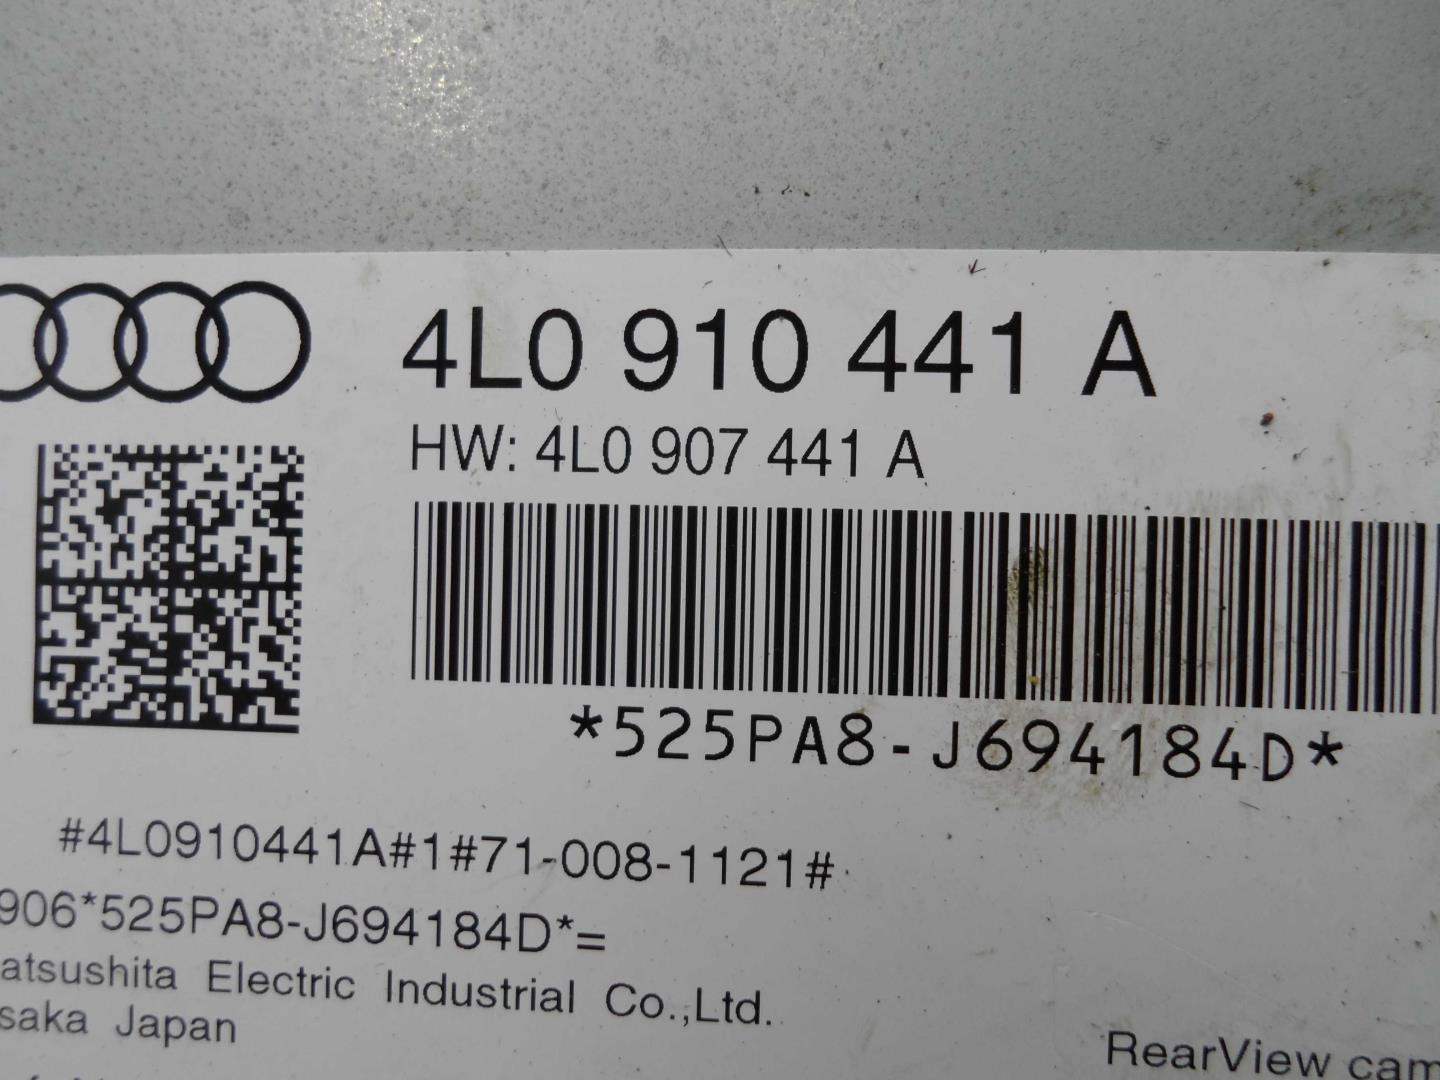 4L0 910 441 A
HW: 4L0 907 441 A
*525PA8-J694184D*
#4L0910441A#1#71-008-1121#
906*525PA8-J694184D*=
atsushita Electric Industrial Co.,Ltd.
saka Japan
RearView cam